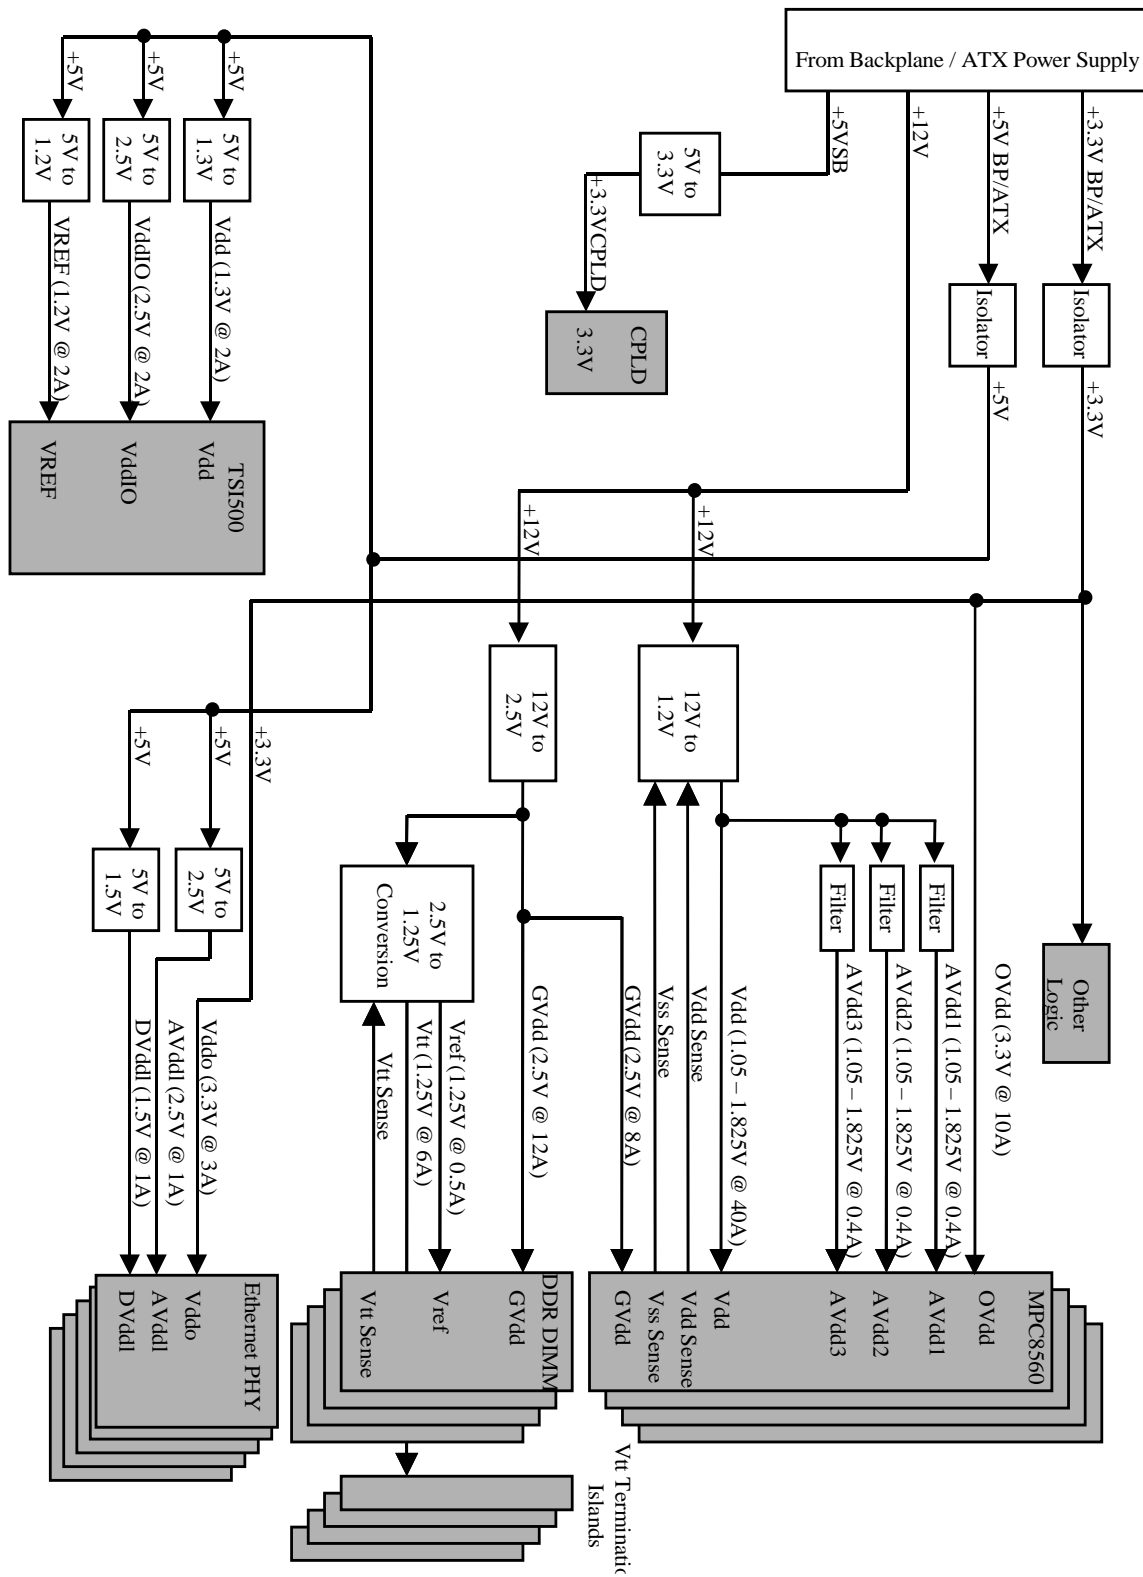 From Backplane / ATX Power Supply
+5VSB
+12V
+5V BP/ATX
+3.3V BP/ATX
+5V
+5V
+5V
5V to
1.2V
5V to
2.5V
5V to
1.3V
5V to
3.3V
+3.3VCPLD
CPLD
3.3V
Isolator
Isolator
+5V
+3.3V
VREF (1.2V @ 2A)
VddIO (2.5V @ 2A)
Vdd (1.3V @ 2A)
TSI500
VREF
VddIO
Vdd
+12V
+12V
12V to
2.5V
12V to
1.2V
+5V
+5V
+3.3V
5V to
1.5V
5V to
2.5V
2.5V to
1.25V
Conversion
Filter
Filter
Filter
Other
Logic
DVddl (1.5V @ 1A)
AVddl (2.5V @ 1A)
Vddo (3.3V @ 3A)
Vtt Sense
Vtt (1.25V @ 6A)
Vref (1.25V @ 0.5A)
GVdd (2.5V @ 12A)
GVdd (2.5V @ 8A)
Vss Sense
Vdd Sense
Vdd (1.05 – 1.825V @ 40A)
AVdd3 (1.05 – 1.825V @ 0.4A)
AVdd2 (1.05 – 1.825V @ 0.4A)
AVdd1 (1.05 – 1.825V @ 0.4A)
OVdd (3.3V @ 10A)
Ethernet PHY
DVddl
AVddl
Vddo
DDR DIMM
Vtt Sense
Vref
GVdd
MPC8560
GVdd
Vss Sense
Vdd Sense
Vdd
AVdd3
AVdd2
AVdd1
OVdd
Vtt Terminatio
Islands